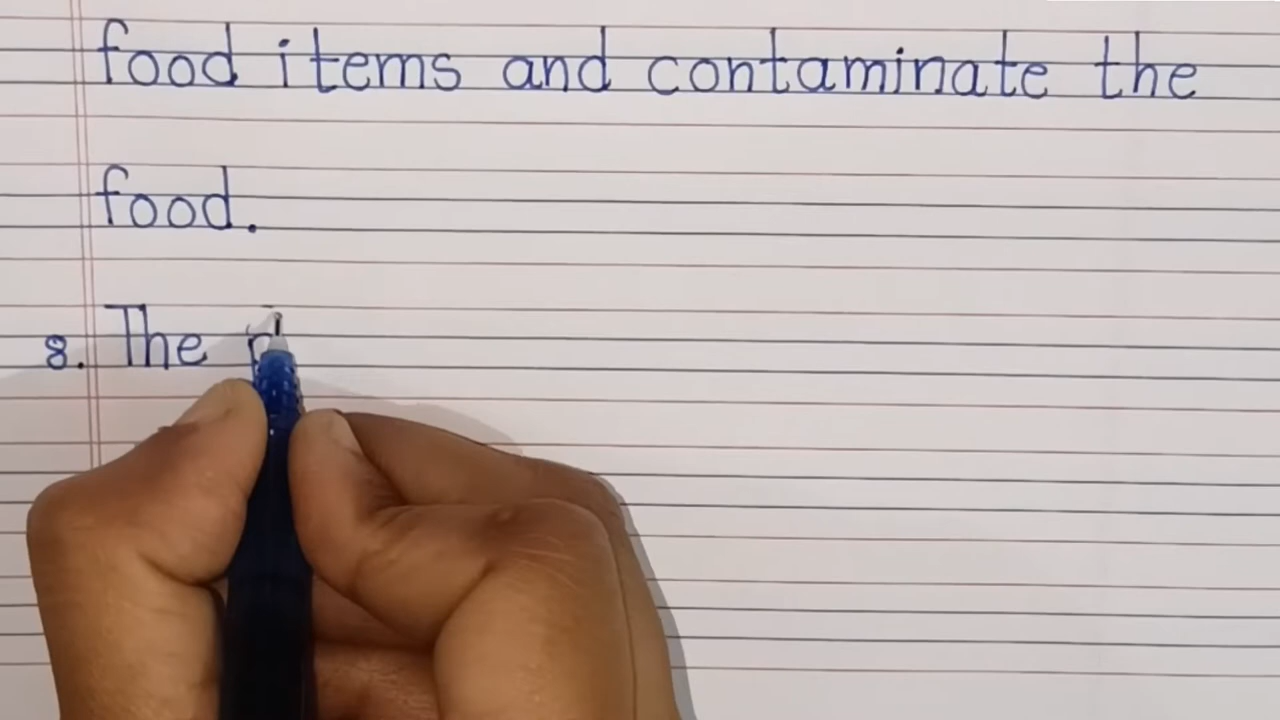 food items and contaminate the
food.
8. The